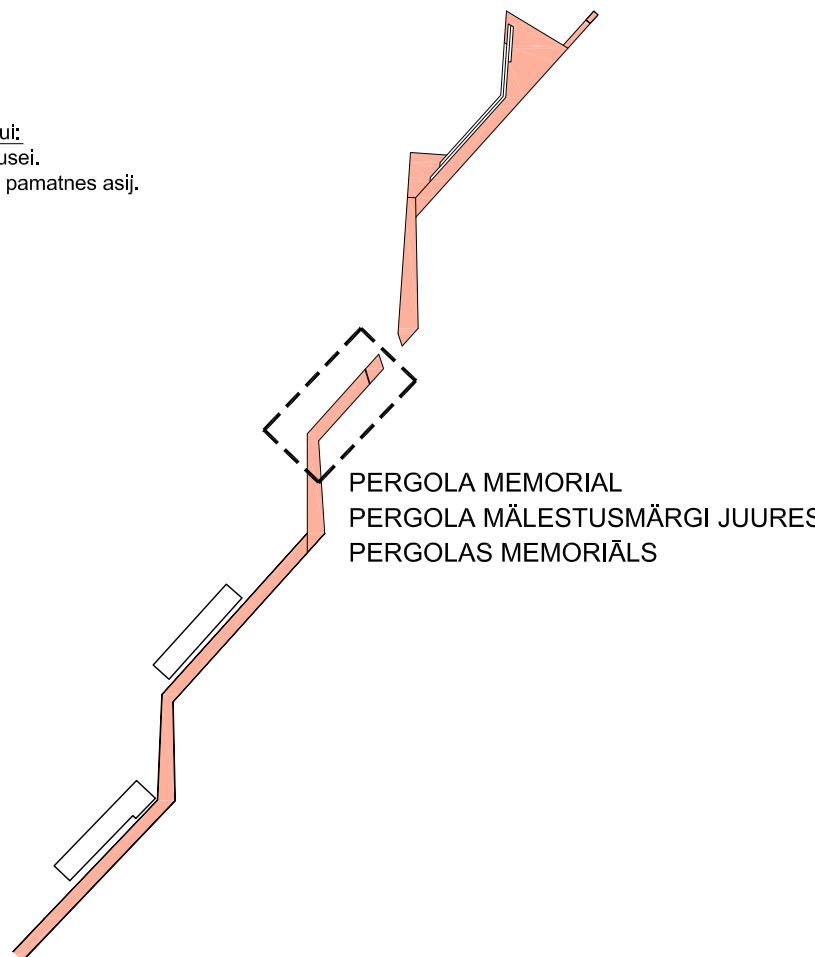 ui:
usei.
pamatnes asij.
PERGOLA MEMORIAL
PERGOLA MÄLESTUSMÄRGI JUURES
PERGOLAS MEMORIĀLS